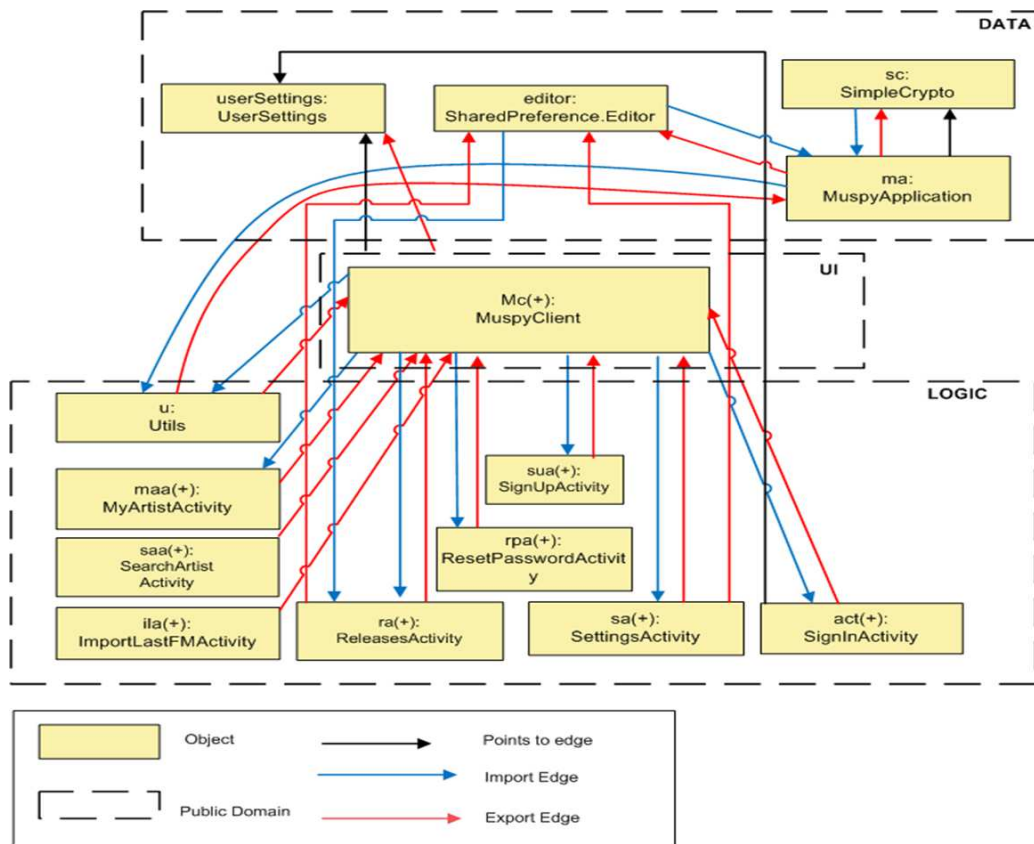 DATA
userSettings:
UserSettings
editor:
SharedPreference.Editor
sc:
SimpleCrypto
ma:
MuspyApplication
UI
Mc(+):
MuspyClient
LOGIC
u:
Utils
maa(+):
MyArtistActivity
saa(+):
SearchArtist
Activity
ila(+):
ImportLastFMActivity
ra(+):
ReleasesActivity
rpa(+):
ResetPasswordActivit
y
sua(+):
SignUpActivity
sa(+):
SettingsActivity
act(+):
SignInActivity
Object
Points to edge
Import Edge
Public Domain
Export Edge